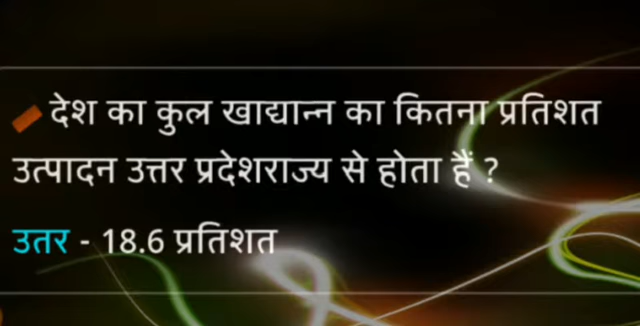 देश का कुल खाद्यान्न का कितना प्रतिशत
उत्पादन उत्तर प्रदेशराज्य से होता हैं ?
उतर - 18.6 प्रतिशत